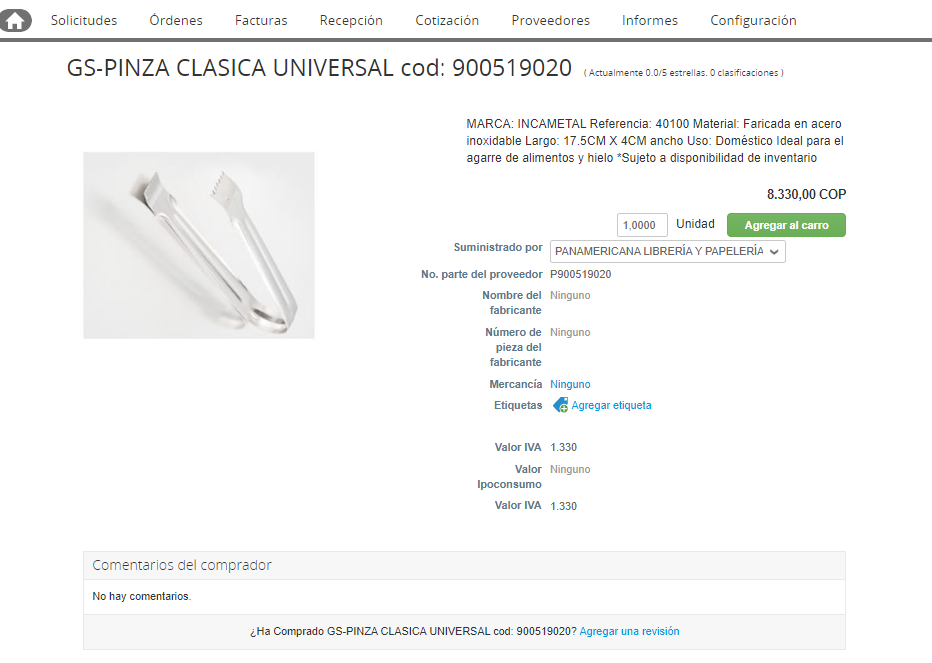 Solicitudes Órdenes Facturas Recepción Cotización Proveedores Informes Configuración
GS-PINZA CLASICA UNIVERSAL cod: 900519020 ( Actualmente 0.0/5 estrellas. 0 clasificaciones )
MARCA: INCAMETAL Referencia: 40100 Material: Faricada en acero
inoxidable Largo: 17.5CM X 4CM ancho Uso: Doméstico Ideal para el
agarre de alimentos y hielo *Sujeto a disponibilidad de inventario
8.330,00 COP
1,0000 Unidad Agregar al carro
Suministrado por PANAMERICANA LIBRERÍA Y PAPELERÍA
No. parte del proveedor P900519020
Nombre del Ninguno
fabricante
Número de Ninguno
pieza del
fabricante
Mercancía Ninguno
Etiquetas Agregar etiqueta
Valor IVA 1.330
Valor Ninguno
Ipoconsumo
Valor IVA 1.330
Comentarios del comprador
No hay comentarios.
¿Ha Comprado GS-PINZA CLASICA UNIVERSAL cod: 900519020? Agregar una revisión